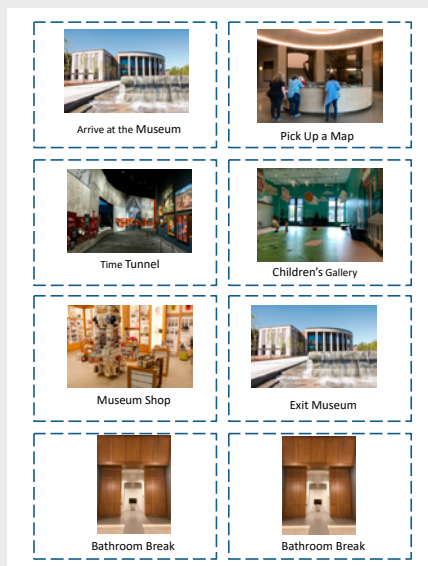 Arrive at the Museum
Pick Up a Map
Time Tunnel
Children's Gallery
Museum Shop
Exit Museum
Bathroom Break
Bathroom Break